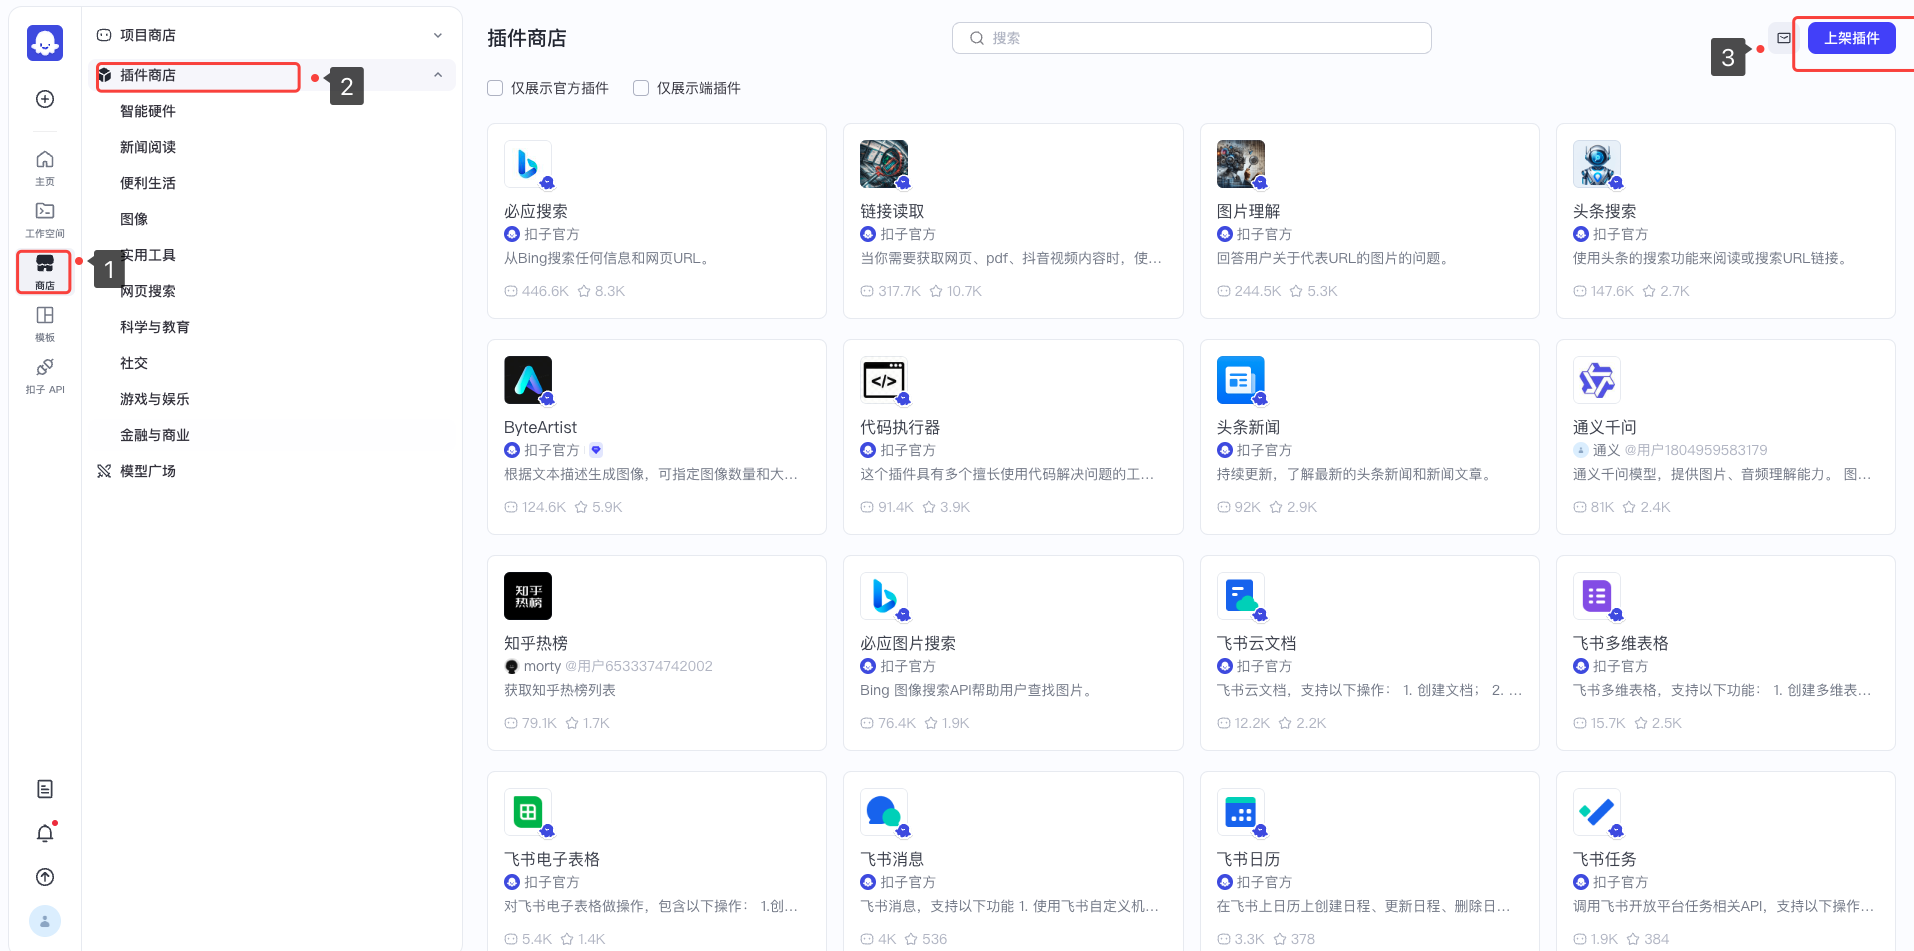 主页
工作空间
商店
模板
扣子 API
1
项目商店
插件商店
2
智能硬件
新闻阅读
便利生活
图像
实用工具
网页搜索
科学与教育
社交
游戏与娱乐
金融与商业
模型广场
插件商店
搜索
3
上架插件
仅展示官方插件
仅展示端插件
必应搜索
扣子官方
从Bing搜索任何信息和网页URL。
446.6K 8.3K
链接读取
扣子官方
当你需要获取网页、pdf、抖音视频内容时，使...
317.7K 10.7K
图片理解
扣子官方
回答用户关于代表URL的图片的问题。
244.5K 5.3K
头条搜索
扣子官方
使用头条的搜索功能来阅读或搜索URL链接。
147.6K 2.7K
ByteArtist
扣子官方
根据文本描述生成图像，可指定图像数量和大...
124.6K 5.9K
代码执行器
扣子官方
这个插件具有多个擅长使用代码解决问题的工...
91.4K 3.9K
头条新闻
扣子官方
持续更新，了解最新的头条新闻和新闻文章。
92K 2.9K
通义千问
通义 @用户1804959583179
通义千问模型，提供图片、音频理解能力。 图...
81K 2.4K
知乎
热榜
知乎热榜
morty @用户6533374742002
获取知乎热榜列表
79.1K 1.7K
必应图片搜索
扣子官方
Bing 图像搜索API帮助用户查找图片。
76.4K 1.9K
飞书云文档
扣子官方
飞书云文档，支持以下操作： 1. 创建文档； 2. ...
12.2K 2.2K
飞书多维表格
扣子官方
飞书多维表格，支持以下功能： 1. 创建多维表...
15.7K 2.5K
飞书电子表格
扣子官方
对飞书电子表格做操作，包含以下操作： 1.创...
5.4K 1.4K
飞书消息
扣子官方
飞书消息，支持以下功能 1. 使用飞书自定义机...
4K 536
飞书日历
扣子官方
在飞书上日历上创建日程、更新日程、删除日...
3.3K 378
飞书任务
扣子官方
调用飞书开放平台任务相关API，支持以下操作...
1.9K 384